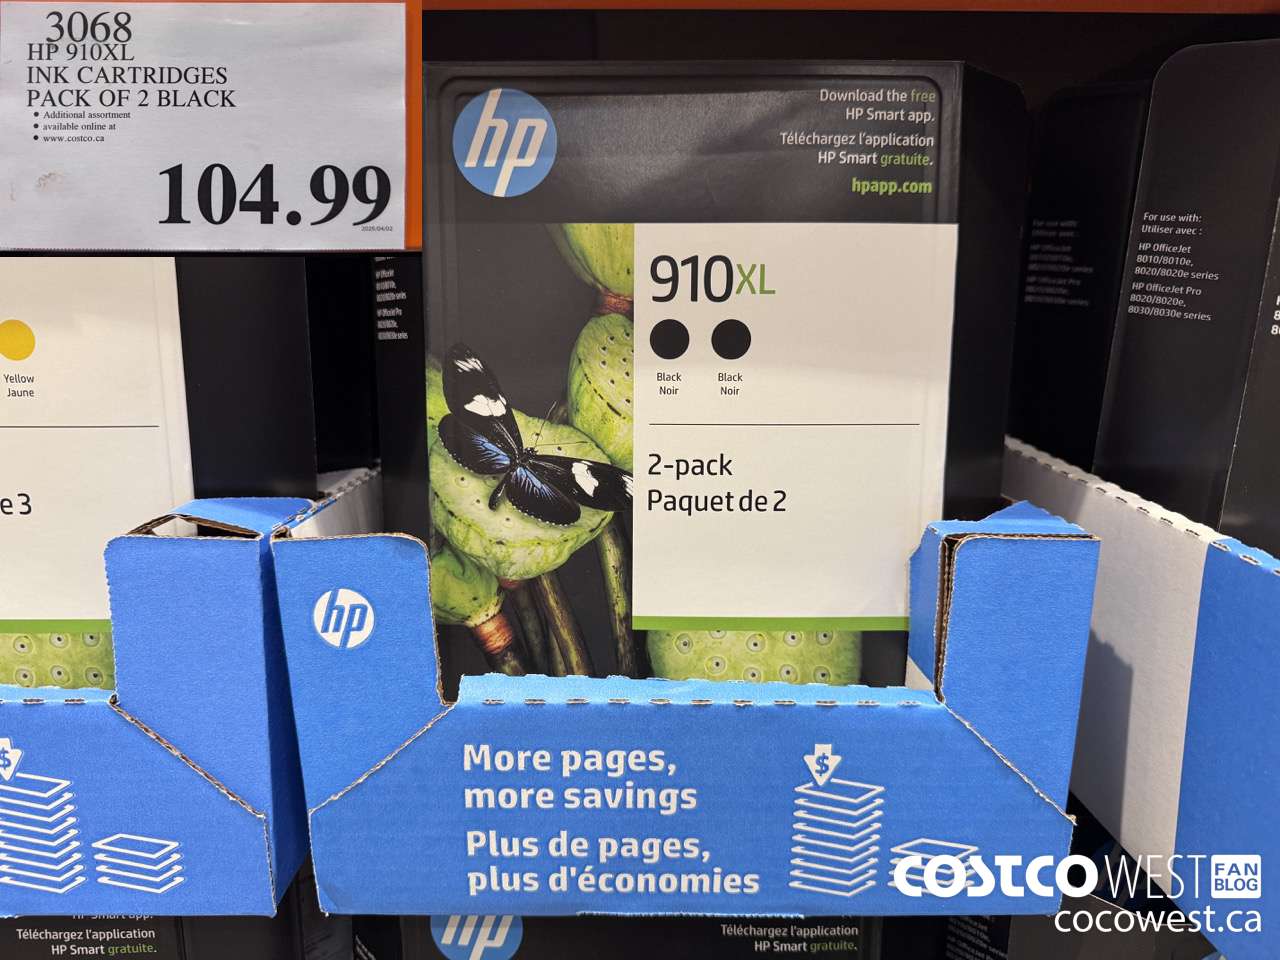 3068
HP 910XL
INK CARTRIDGES
PACK OF 2 BLACK
• Additional assortment
• available online at
• www.costco.ca
104.99
hp
Download the free
HP Smart app.
Téléchargez l'application
HP Smart gratuite.
hpapp.com
910XL
Black
Noir
Black
Noir
2-pack
Paquet de 2
Yellow
Jaune
e 3
For use with:
Utiliser avec :
HP OfficeJet
8010/8010e,
8020/8020e series
HP OfficeJet Pro
8020/8020e,
8030/8030e series
hp
More pages,
more savings
Plus de pages,
plus d'économies
$
$
COSTCO WEST FAN BLOG
cocowest.ca
Téléchargez l'application
HP Smart gratuite.
hp
Téléchargez l'application
HP Smart gratuite.